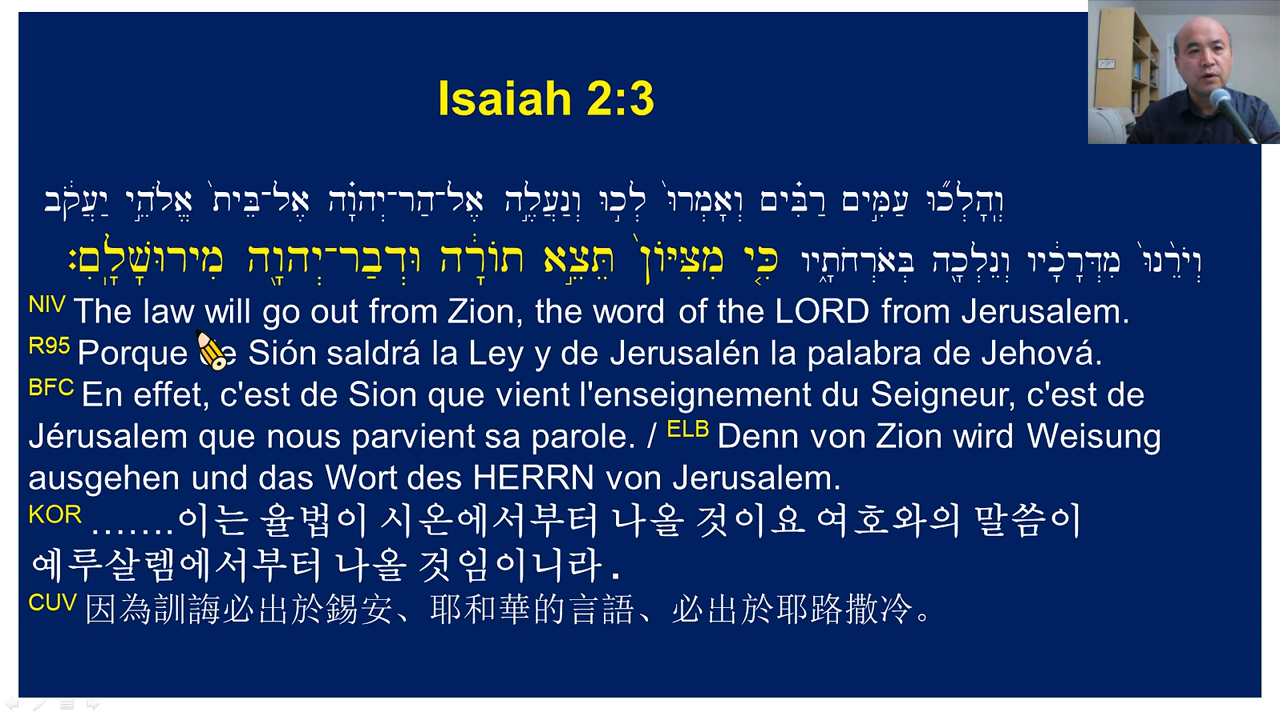 Isaiah 2:3
וְֽהָלְכ֞וּ עַמִּ֣ים רַבִּ֗ים וְאָמְרוּ֙ לְכ֣וּ וְנַעֲלֶ֣ה אֶל־הַר־יְהוָ֗ה אֶל־בֵּית֙ אֱלֹהֵ֣י יַעֲקֹ֔ב
וְיֹרֵ֙נוּ֙ מִדְּרָכָ֔יו וְנֵלְכָ֖ה בְּאֹרְחֹתָ֑יו כִּ֤י מִצִּיּוֹן֙ תֵּצֵ֣א תוֹרָ֔ה וּדְבַר־יְהוָ֖ה מִירוּשָׁלִָֽם׃
NIV The law will go out from Zion, the word of the LORD from Jerusalem.
R95 Porque Sión saldrá la Ley y de Jerusalén la palabra de Jehová.
BFC En effet, c'est de Sion que vient l'enseignement du Seigneur, c'est de
Jérusalem que nous parvient sa parole. / ELB Denn von Zion wird Weisung
ausgehen und das Wort des HERRN von Jerusalem.
KOR …….이는 율법이 시온에서부터 나올 것이요 여호와의 말씀이
예루살렘에서부터 나올 것임이니라 .
CUV 因為訓誨必出於錫安、耶和華的言語、必出於耶路撒冷。